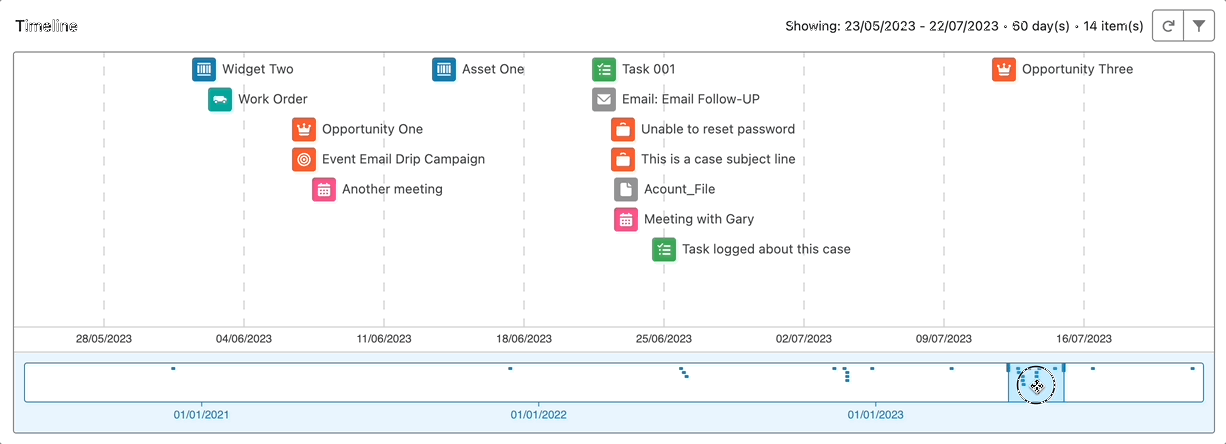 Timeline
Showing: 23/05/2023 - 22/07/2023 • 60 day(s) • 14 item(s)
Widget Two
Asset One
Task 001
Opportunity Three
Work Order
Email: Email Follow-UP
Opportunity One
Unable to reset password
Event Email Drip Campaign
This is a case subject line
Another meeting
Acount_File
Meeting with Gary
Task logged about this case
28/05/2023
04/06/2023
11/06/2023
18/06/2023
25/06/2023
02/07/2023
09/07/2023
16/07/2023
01/01/2021
01/01/2022
01/01/2023